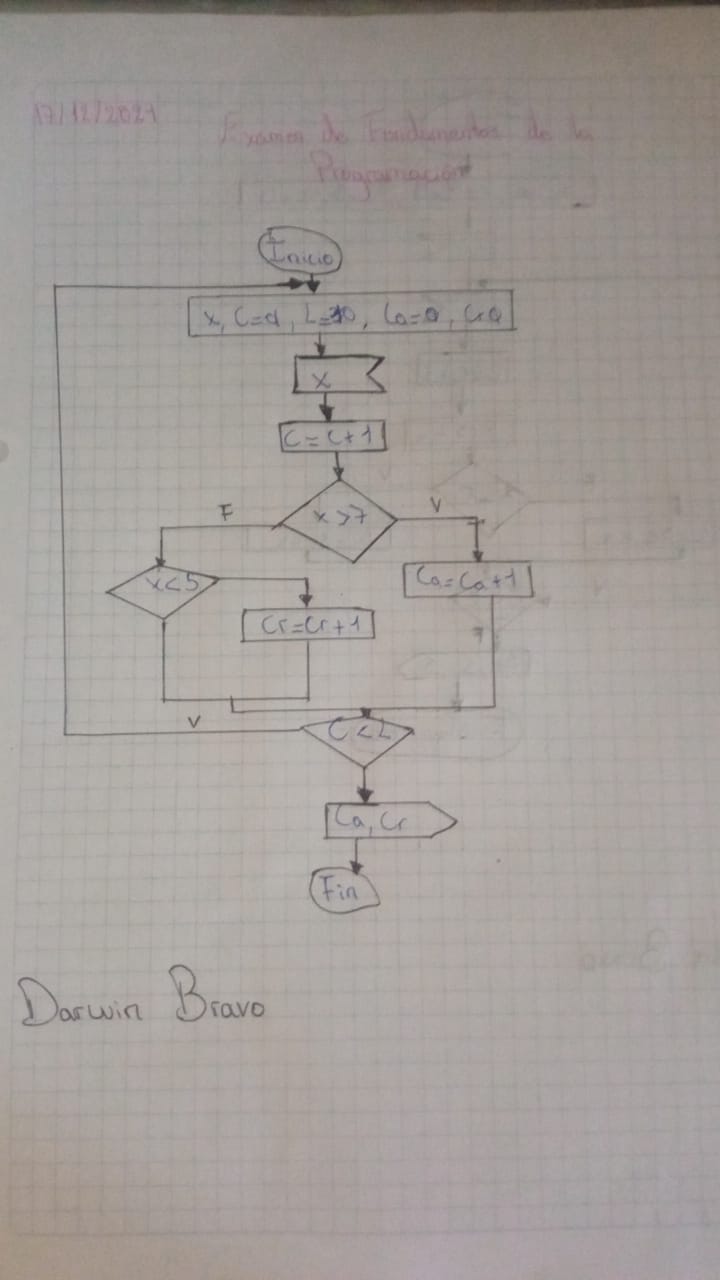 17/12/2021
Examen de Fundamentos de la
Programación
Inicio
x, C=0, L=30, Ca=0, Cr0
x
C=C+1
x>7
F
V
x<5
Ca=Ca+1
Cr=Cr+1
V
C<L
Ca, Cr
Fin
Darwin Bravo